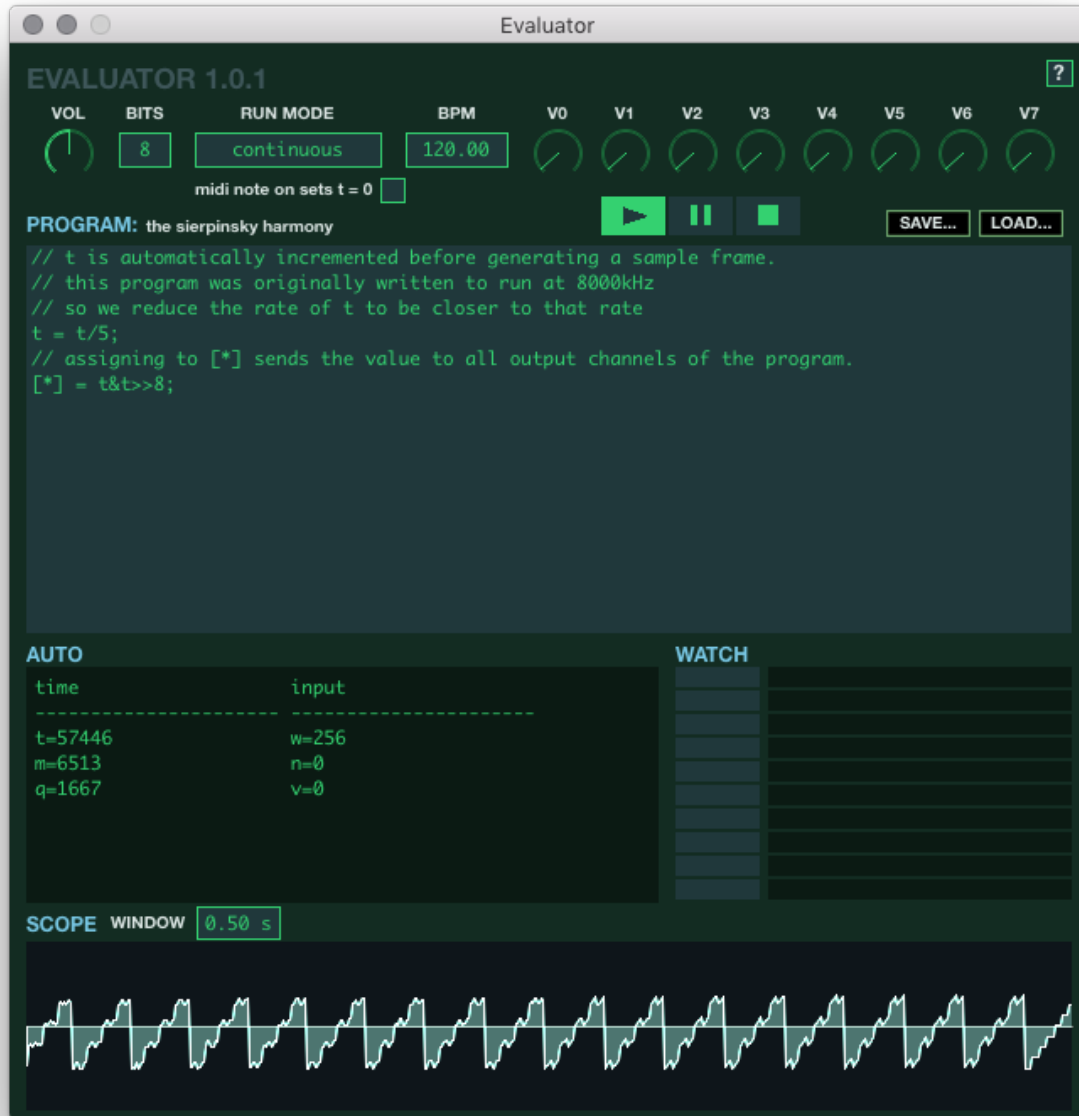 Evaluator
EVALUATOR 1.0.1
?
VOL BITS RUN MODE BPM V0 V1 V2 V3 V4 V5 V6 V7
8 continuous 120.00
midi note on sets t = 0
PROGRAM: the sierpinsky harmony SAVE... LOAD...
// t is automatically incremented before generating a sample frame.
// this program was originally written to run at 8000kHz
// so we reduce the rate of t to be closer to that rate
t = t/5;
// assigning to [*] sends the value to all output channels of the program.
[*] = t&t>>8;
AUTO WATCH
time input
---------------------- ----------------------
t=57446 w=256
m=6513 n=0
q=1667 v=0
SCOPE WINDOW 0.50 s